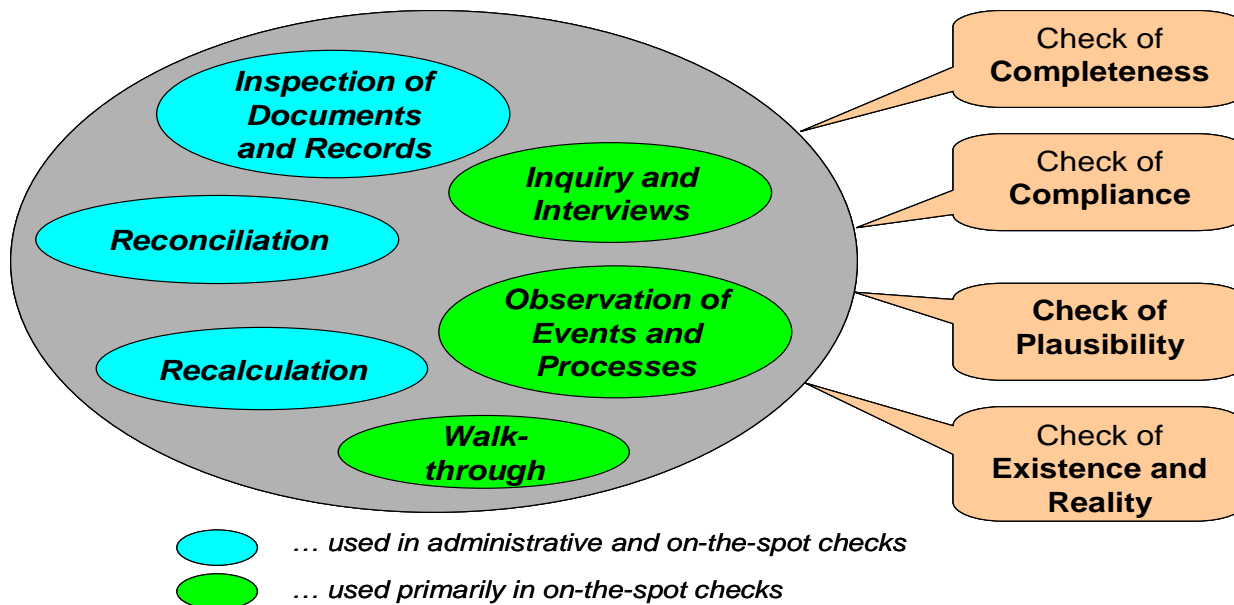 Inspection of
Documents
and Records
Inquiry and
Interviews
Reconciliation
Observation of
Events and
Processes
Recalculation
Walk-
through
Check of
Completeness
Check of
Compliance
Check of
Plausibility
Check of
Existence and
Reality
… used in administrative and on-the-spot checks
… used primarily in on-the-spot checks